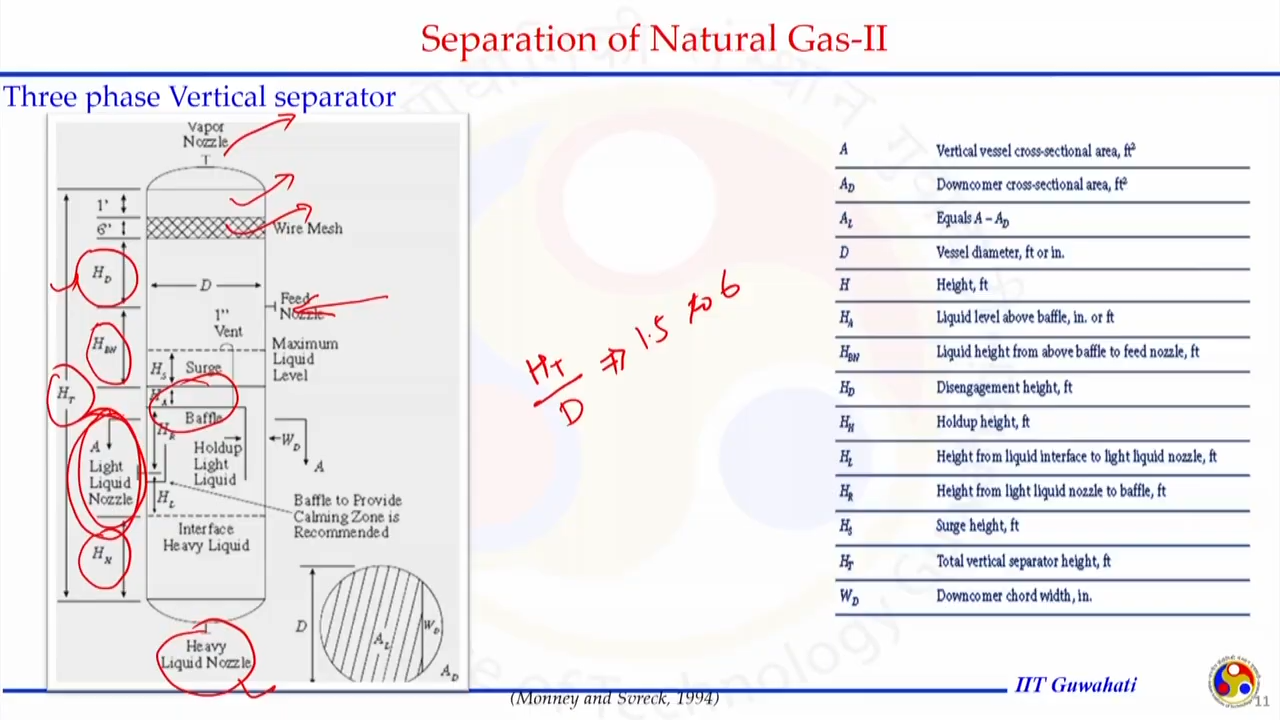 Separation of Natural Gas-II
Three phase Vertical separator
Vapor
Nozzle
1'
6"
Wire Mesh
H_D
D
Feed
Nozzle
1"
Vent
H_BN
Maximum
Liquid
Level
H_S
Surge
H_T
H_A
Baffle
H_R
A
Light
Liquid
Nozzle
Holdup
Light
Liquid
W_D
A
H_L
Baffle to Provide
Calming Zone is
Recommended
Interface
Heavy Liquid
H_H
D
A_L
W_D
A_D
Heavy
Liquid Nozzle
H_T
D
⇒ 1.5 to 6
A Vertical vessel cross-sectional area, ft²
A_D Downcomer cross-sectional area, ft²
A_L Equals A – A_D
D Vessel diameter, ft or in.
H Height, ft
H_A Liquid level above baffle, in. or ft
H_BN Liquid height from above baffle to feed nozzle, ft
H_D Disengagement height, ft
H_H Holdup height, ft
H_L Height from liquid interface to light liquid nozzle, ft
H_R Height from light liquid nozzle to baffle, ft
H_S Surge height, ft
H_T Total vertical separator height, ft
W_D Downcomer chord width, in.
(Monney and Svreck, 1994)
IIT Guwahati
11